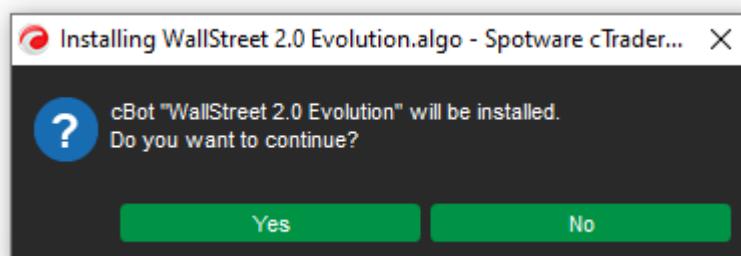 Installing WallStreet 2.0 Evolution.algo - Spotware cTrader...
cBot "WallStreet 2.0 Evolution" will be installed.
Do you want to continue?
Yes
No